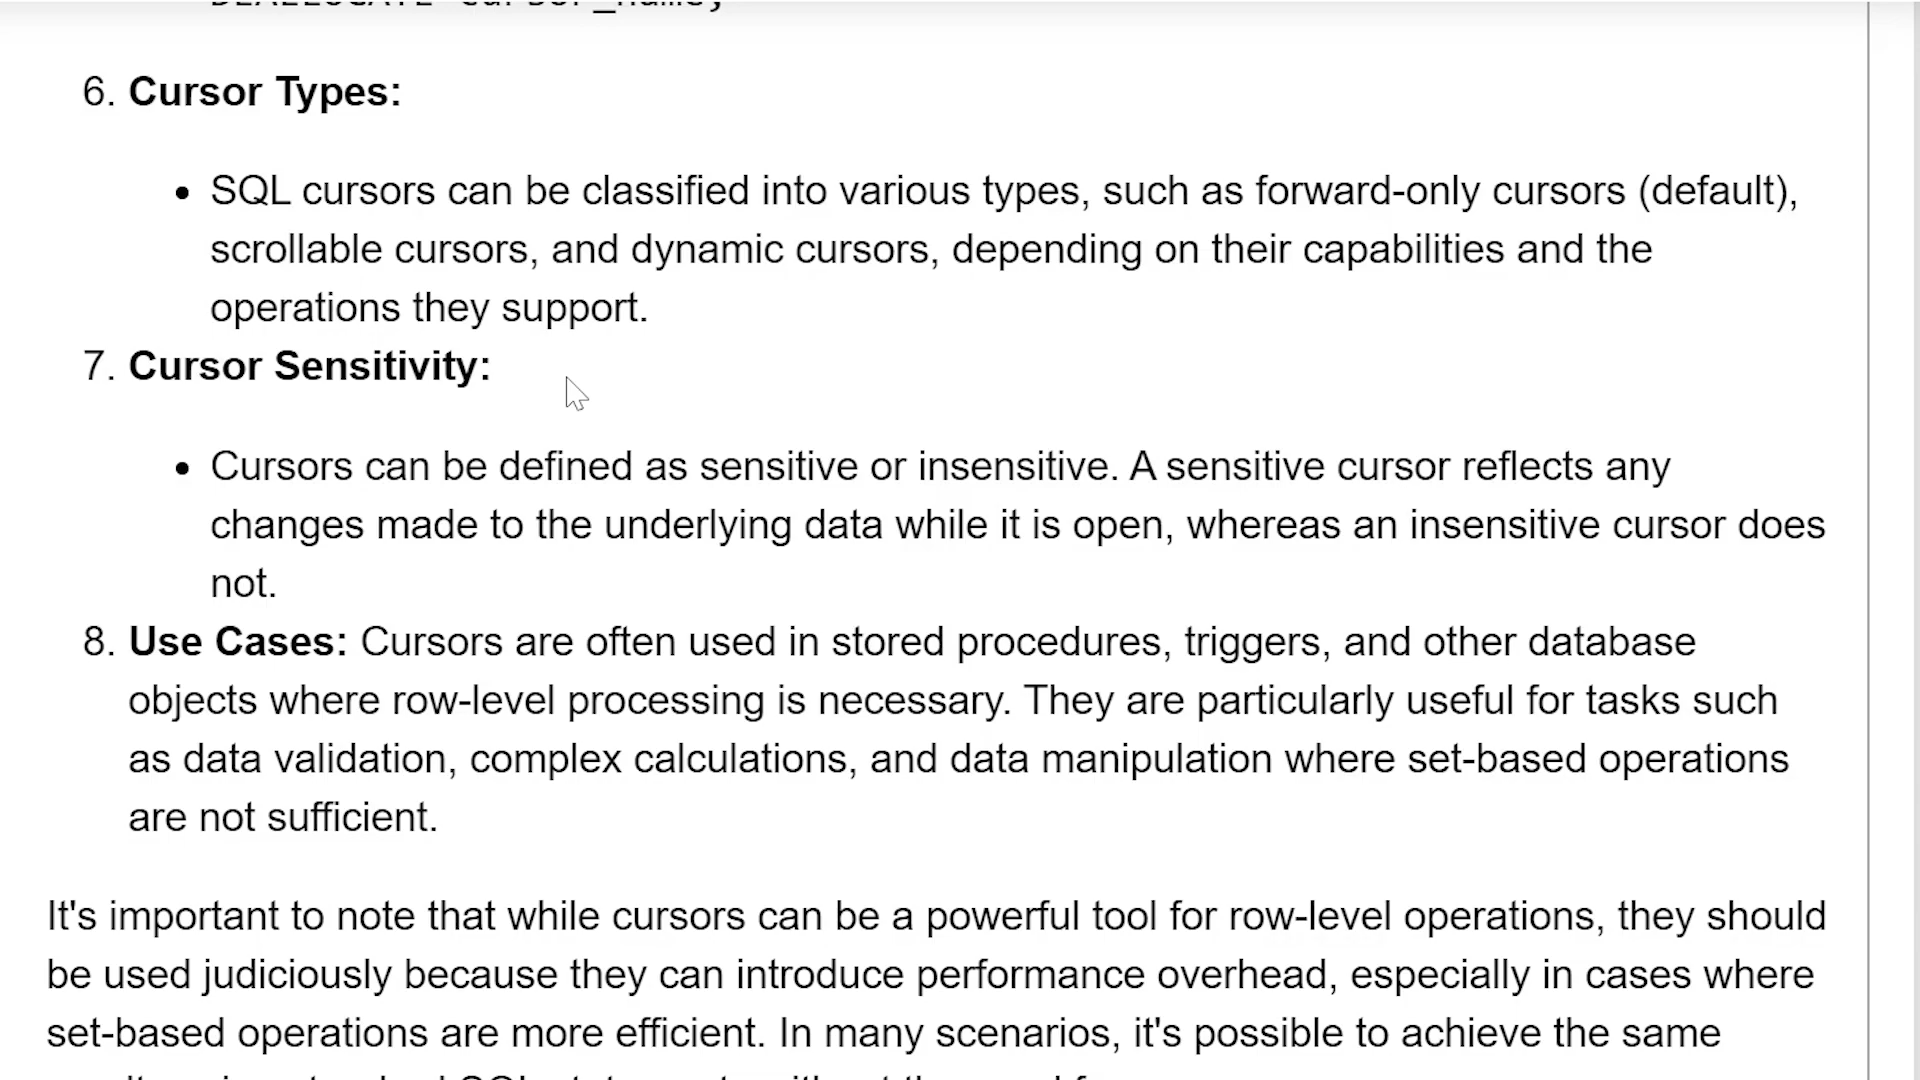 6. Cursor Types:
• SQL cursors can be classified into various types, such as forward-only cursors (default),
scrollable cursors, and dynamic cursors, depending on their capabilities and the
operations they support.
7. Cursor Sensitivity:
• Cursors can be defined as sensitive or insensitive. A sensitive cursor reflects any
changes made to the underlying data while it is open, whereas an insensitive cursor does
not.
8. Use Cases: Cursors are often used in stored procedures, triggers, and other database
objects where row-level processing is necessary. They are particularly useful for tasks such
as data validation, complex calculations, and data manipulation where set-based operations
are not sufficient.
It's important to note that while cursors can be a powerful tool for row-level operations, they should
be used judiciously because they can introduce performance overhead, especially in cases where
set-based operations are more efficient. In many scenarios, it's possible to achieve the same